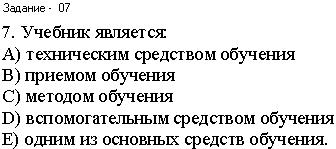 Задание - 07
7. Учебник является:
A) техническим средством обучения
B) приемом обучения
C) методом обучения
D) вспомогательным средством обучения
E) одним из основных средств обучения.